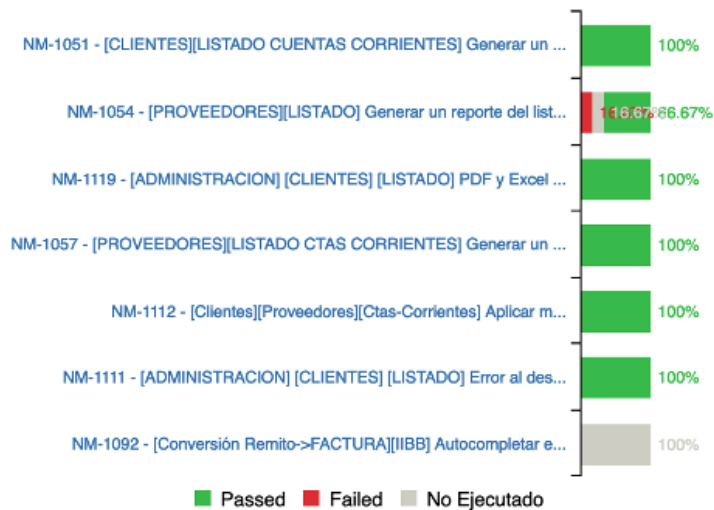 NM-1051 - [CLIENTES][LISTADO CUENTAS CORRIENTES] Generar un ... 100%
NM-1054 - [PROVEEDORES][LISTADO] Generar un reporte del list... 16.67% 66.67%
NM-1119 - [ADMINISTRACION] [CLIENTES] [LISTADO] PDF y Excel ... 100%
NM-1057 - [PROVEEDORES][LISTADO CTAS CORRIENTES] Generar un ... 100%
NM-1112 - [Clientes][Proveedores][Ctas-Corrientes] Aplicar m... 100%
NM-1111 - [ADMINISTRACION] [CLIENTES] [LISTADO] Error al des... 100%
NM-1092 - [Conversión Remito->FACTURA][IIBB] Autocompletar e... 100%
Passed Failed No Ejecutado